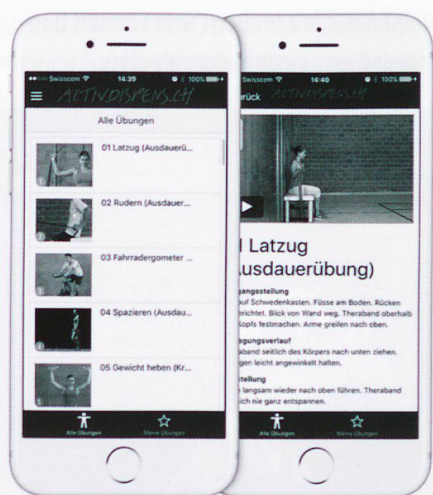 Swisscom 14:39 100%
ACTIVDISPENS.CH
Alle Übungen
01 Latzug (Ausdauerü...
02 Rudern (Ausdauer...
03 Fahrradergometer ...
04 Spazieren (Ausdau...
05 Gewicht heben (Kr...
Alle Übungen
Meine Übungen
Swisscom 14:40 100%
urück
ACTIVDISPENS.CH
Latzug
usdauerübung)
gangsstellung
uf Schwedenkasten. Füsse am Boden. Rücken
erichtet. Blick von Wand weg. Theraband oberhalb
Kopfs festmachen. Arme greifen nach oben.
egungsverlauf
aband seitlich des Körpers nach unten ziehen.
gen leicht angewinkelt halten.
stellung
langsam wieder nach oben führen. Theraband
ich nie ganz entspannen.
Alle Übungen
Meine Übungen